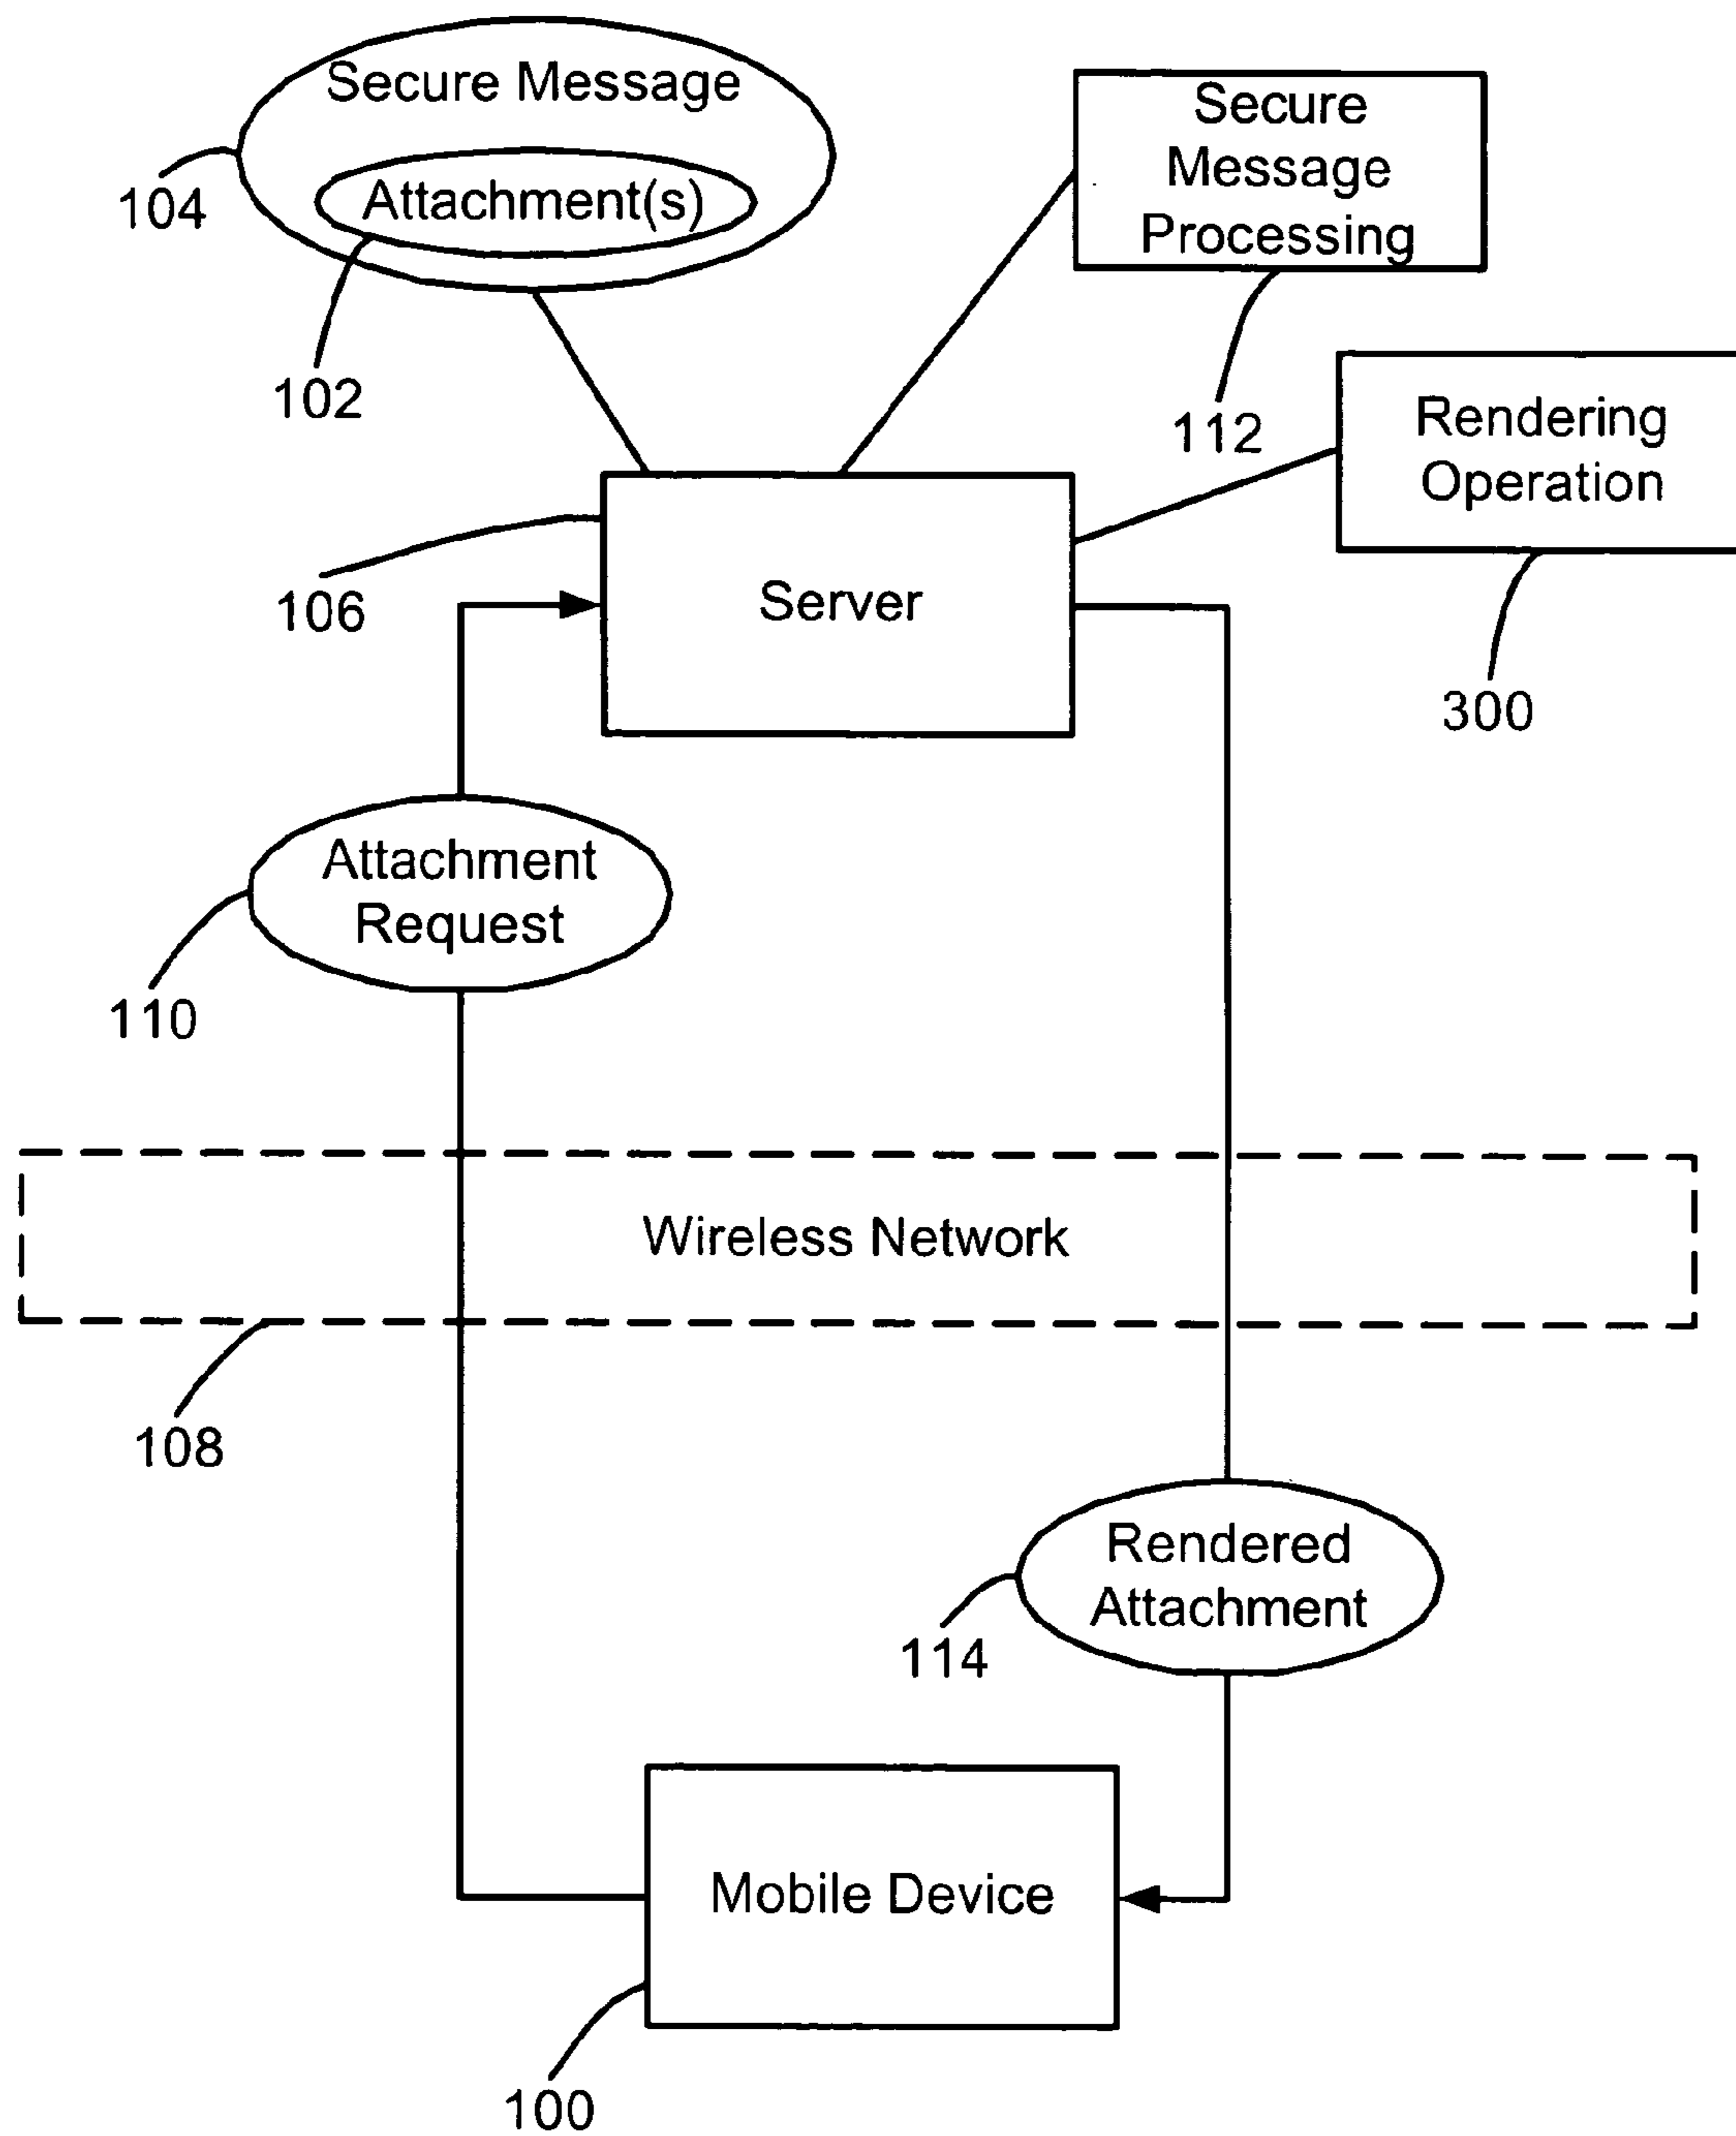 Secure Message
Attachment(s)
104
102
Secure
Message
Processing
112
Rendering
Operation
300
106
Server
Attachment
Request
110
Wireless Network
108
Rendered
Attachment
114
Mobile Device
100